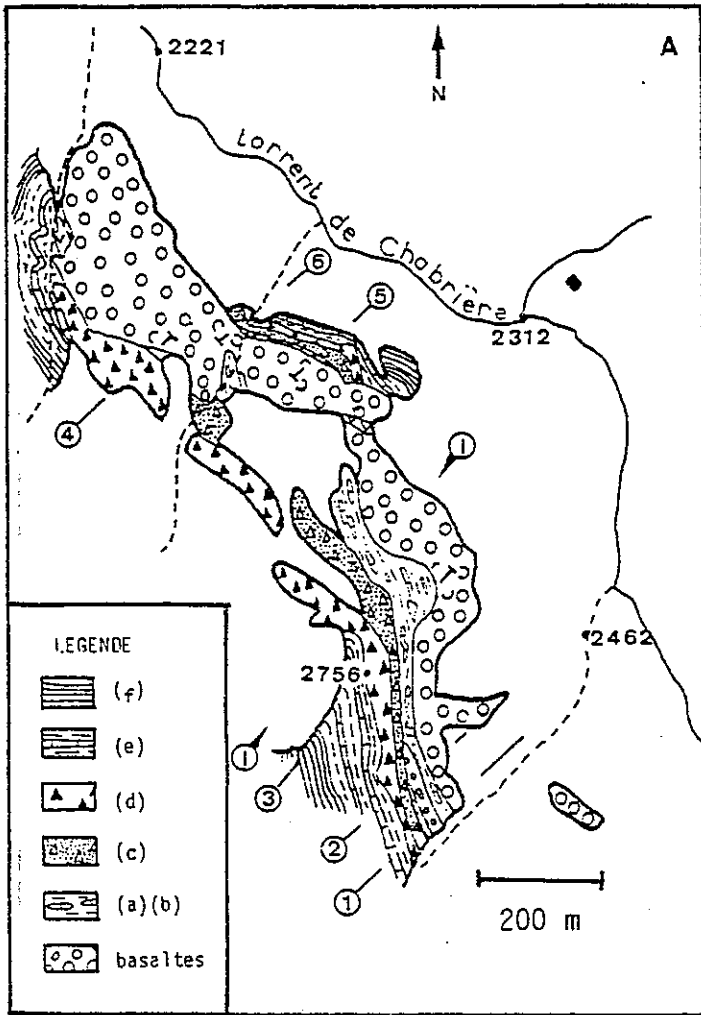 2221
A
N
Torrent de Chabrière
⑥
⑤
2312
④
①
2462
2756
①
③
②
①
200 m
LEGENDE
(f)
(e)
(d)
(c)
(a)(b)
basaltes